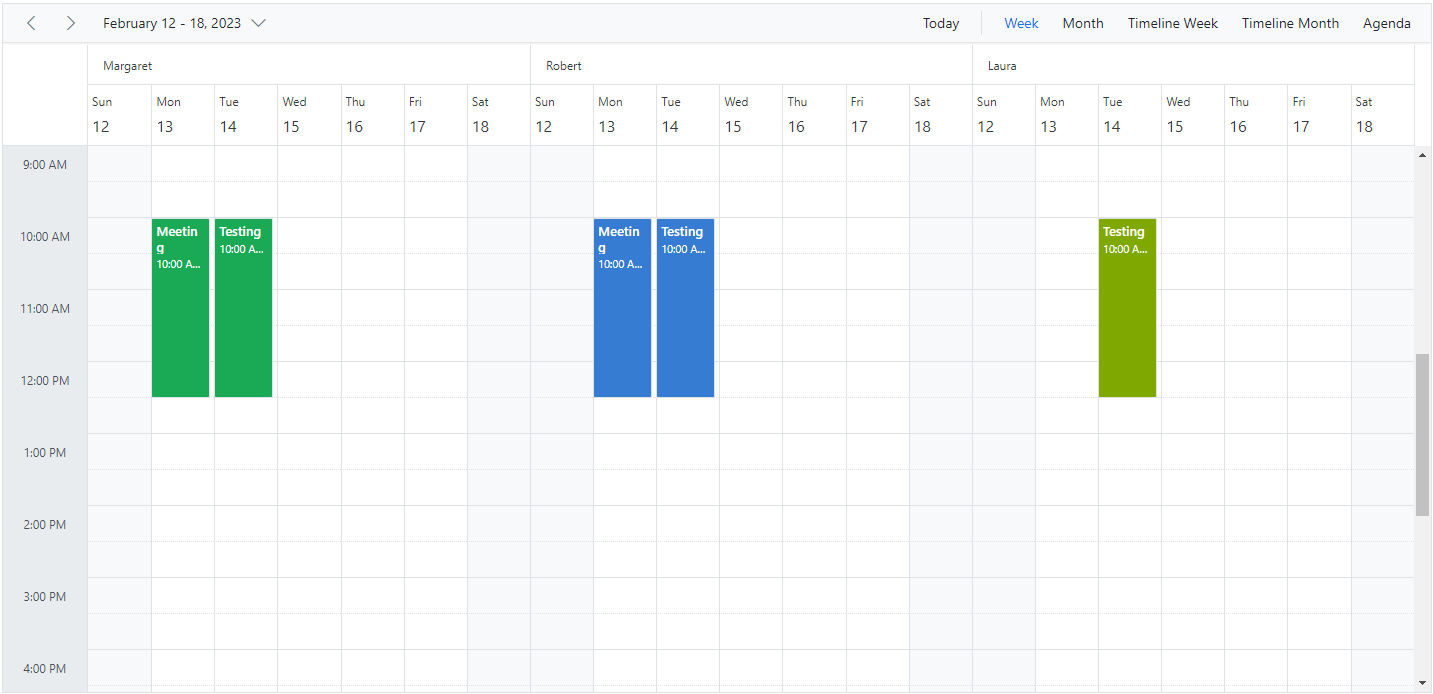 February 12 - 18, 2023 Today Week Month Timeline Week Timeline Month Agenda
Margaret Robert Laura
Sun Mon Tue Wed Thu Fri Sat Sun Mon Tue Wed Thu Fri Sat Sun Mon Tue Wed Thu Fri Sat
12 13 14 15 16 17 18 12 13 14 15 16 17 18 12 13 14 15 16 17 18
9:00 AM
10:00 AM
Meetin
g
10:00 A...
Testing
10:00 A...
Meetin
g
10:00 A...
Testing
10:00 A...
Testing
10:00 A...
11:00 AM
12:00 PM
1:00 PM
2:00 PM
3:00 PM
4:00 PM